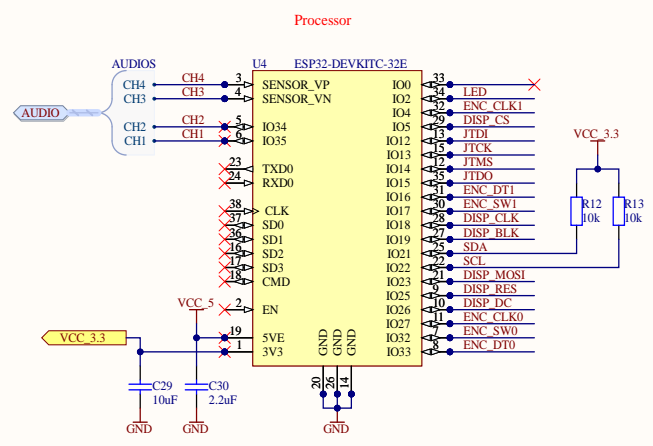 Processor
AUDIOS
U4 ESP32-DEVKITC-32E
CH4 CH4 3 SENSOR_VP IO0 33
CH3 CH3 4 SENSOR_VN IO2 34 LED
AUDIO
IO4 32 ENC_CLK1
CH2 CH2 5 IO34 IO5 29 DISP_CS
CH1 CH1 6 IO35 IO12 13 JTDI
IO13 15 JTCK
23 TXD0 IO14 12 JTMS
24 RXD0 IO15 35 JTDO
IO16 31 ENC_DT1
38 CLK IO17 30 ENC_SW1
37 SD0 IO18 28 DISP_CLK
36 SD1 IO19 27 DISP_BLK
16 SD2 IO21 25 SDA
17 SD3 IO22 22 SCL
18 CMD IO23 21 DISP_MOSI
IO25 9 DISP_RES
2 EN IO26 10 DISP_DC
IO27 11 ENC_CLK0
19 5VE IO32 7 ENC_SW0
1 3V3 IO33 8 ENC_DT0
VCC_3.3
R12
10k
R13
10k
VCC_5
VCC_3.3
GND GND GND
20 26 14
C29
10uF
C30
2.2uF
GND
GND
GND